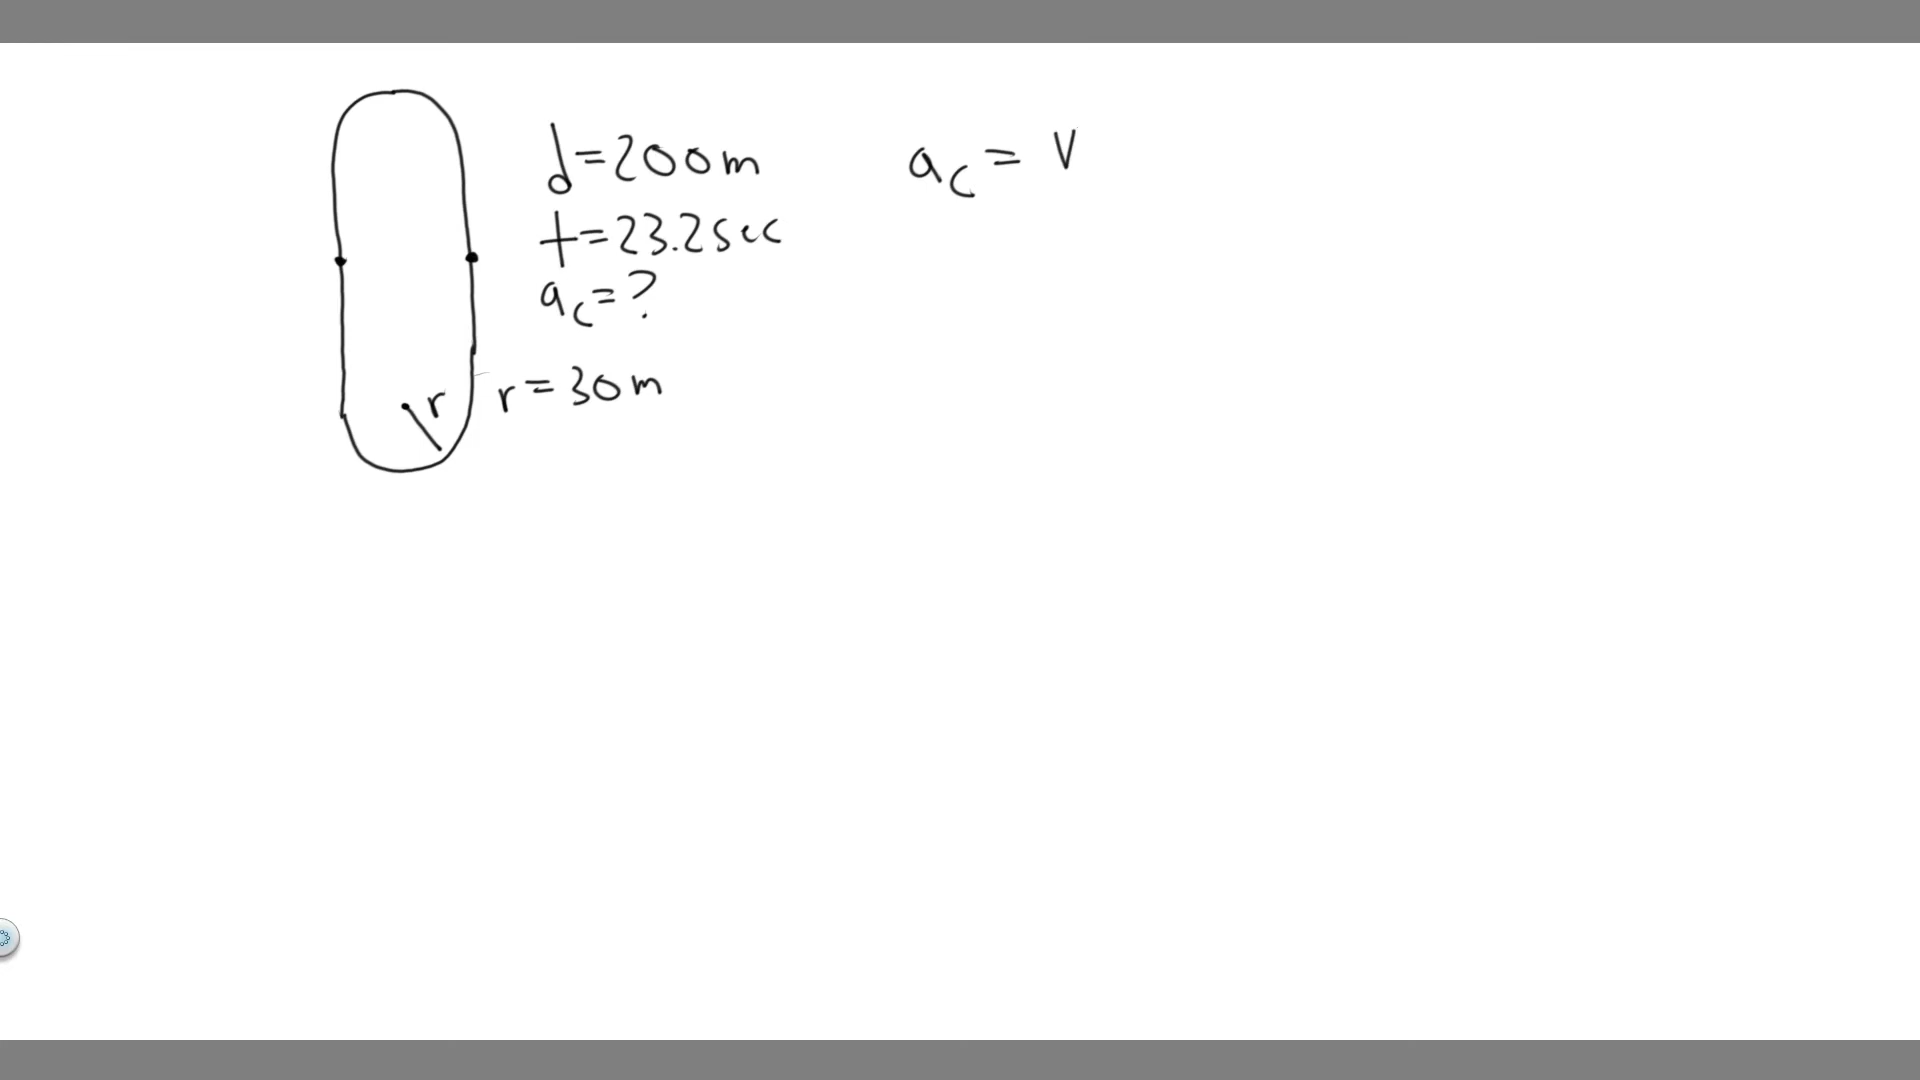 d=200m
t=23.2sec
a_c=?
r
r=30m
a_c=V